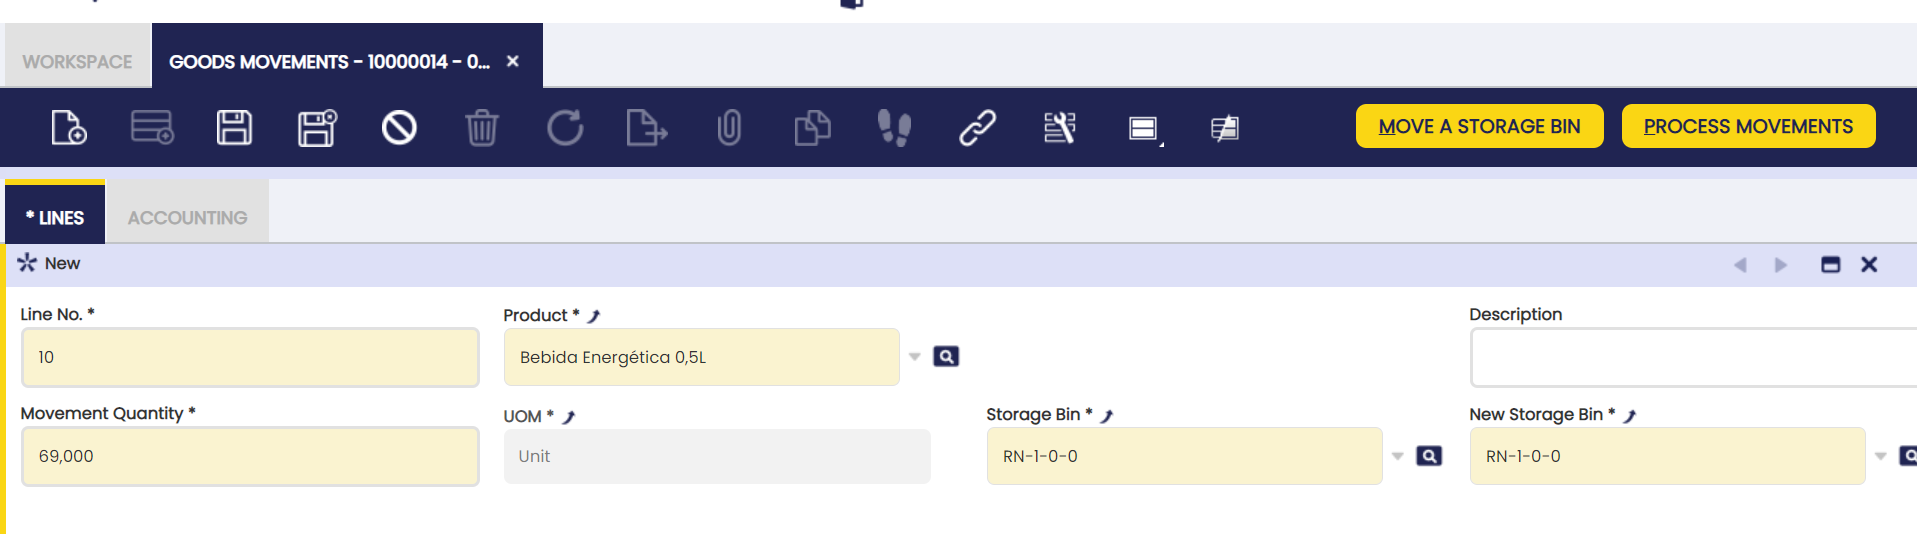 WORKSPACE
GOODS MOVEMENTS - 10000014 - 0...
MOVE A STORAGE BIN
PROCESS MOVEMENTS
* LINES
ACCOUNTING
New
Line No. *
Product *
Description
10
Bebida Energética 0,5L
Movement Quantity *
UOM *
Storage Bin *
New Storage Bin *
69,000
Unit
RN-1-0-0
RN-1-0-0